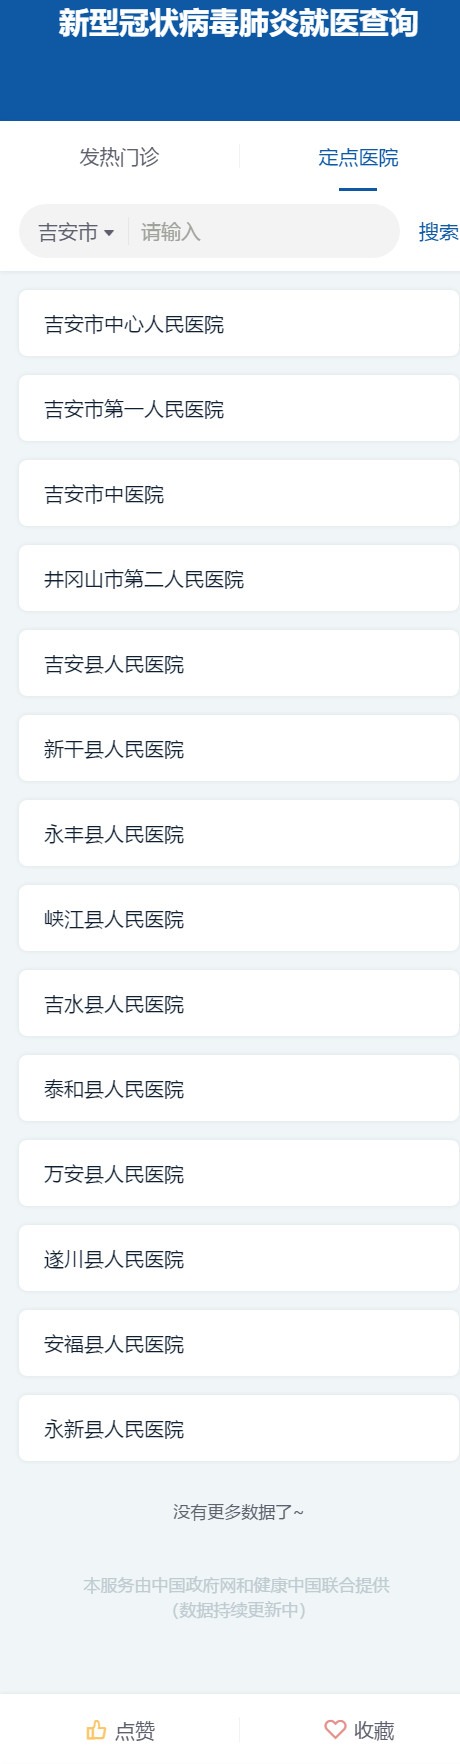 新型冠状病毒肺炎就医查询
发热门诊
定点医院
吉安市
请输入
搜索
吉安市中心人民医院
吉安市第一人民医院
吉安市中医院
井冈山市第二人民医院
吉安县人民医院
新干县人民医院
永丰县人民医院
峡江县人民医院
吉水县人民医院
泰和县人民医院
万安县人民医院
遂川县人民医院
安福县人民医院
永新县人民医院
没有更多数据了~
本服务由中国政府网和健康中国联合提供
(数据持续更新中)
点赞
收藏